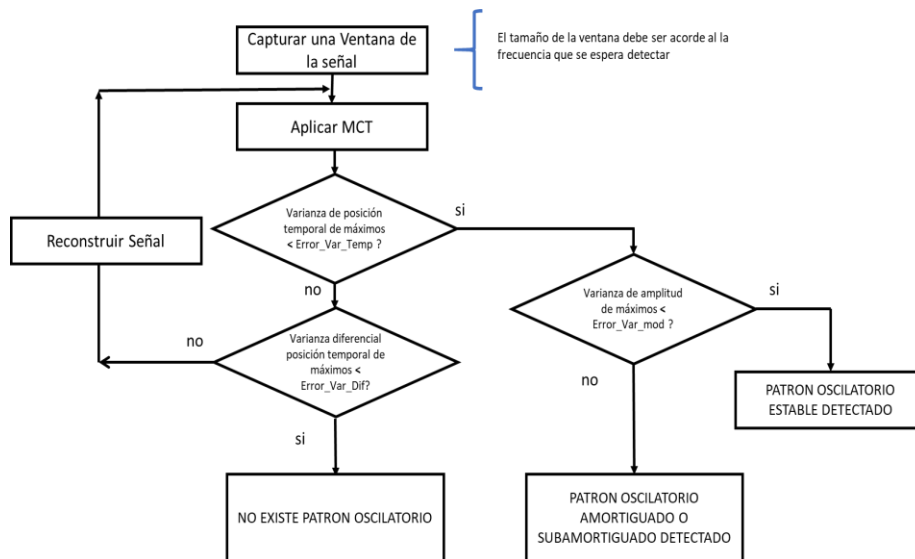 Capturar una Ventana de
la señal
El tamaño de la ventana debe ser acorde al la
frecuencia que se espera detectar
Aplicar MCT
Varianza de posición
temporal de máximos
< Error_Var_Temp ?
si
Reconstruir Señal
no
Varianza de amplitud
de máximos <
Error_Var_mod ?
si
no
Varianza diferencial
posición temporal de
máximos <
Error_Var_Dif?
no
PATRON OSCILATORIO
ESTABLE DETECTADO
si
NO EXISTE PATRON OSCILATORIO
PATRON OSCILATORIO
AMORTIGUADO O
SUBAMORTIGUADO DETECTADO